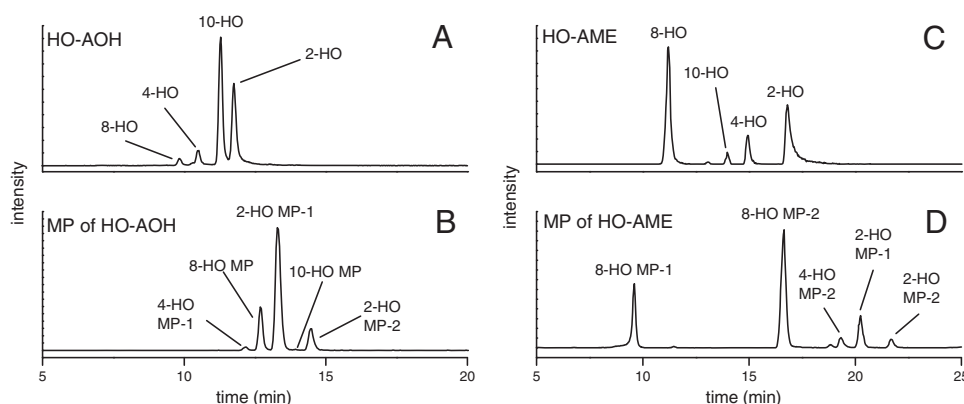 HO-AOH
10-HO
A
2-HO
4-HO
8-HO
intensity
MP of HO-AOH
2-HO MP-1
B
8-HO MP
10-HO MP
4-HO
MP-1
2-HO
MP-2
5 10 15 20
time (min)
HO-AME
8-HO
C
10-HO
4-HO
2-HO
intensity
MP of HO-AME
8-HO MP-2
D
8-HO MP-1
4-HO
MP-2
2-HO
MP-1
2-HO
MP-2
5 10 15 20 25
time (min)